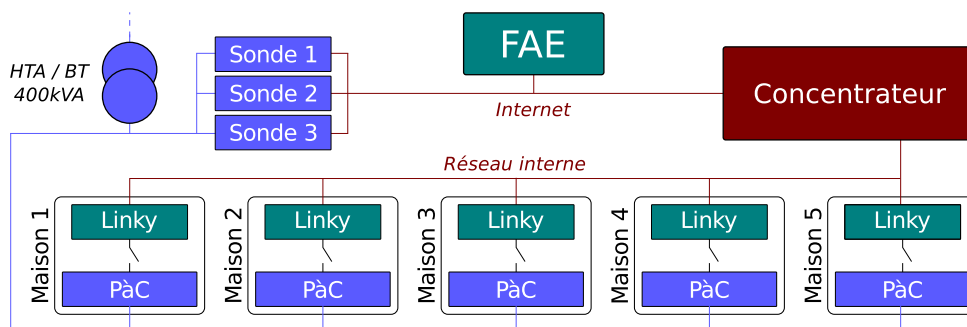 FAE
HTA / BT
400kVA
Sonde 1
Sonde 2
Sonde 3
Concentrateur
Internet
Réseau interne
Maison 1
Linky
PàC
Maison 2
Linky
PàC
Maison 3
Linky
PàC
Maison 4
Linky
PàC
Maison 5
Linky
PàC